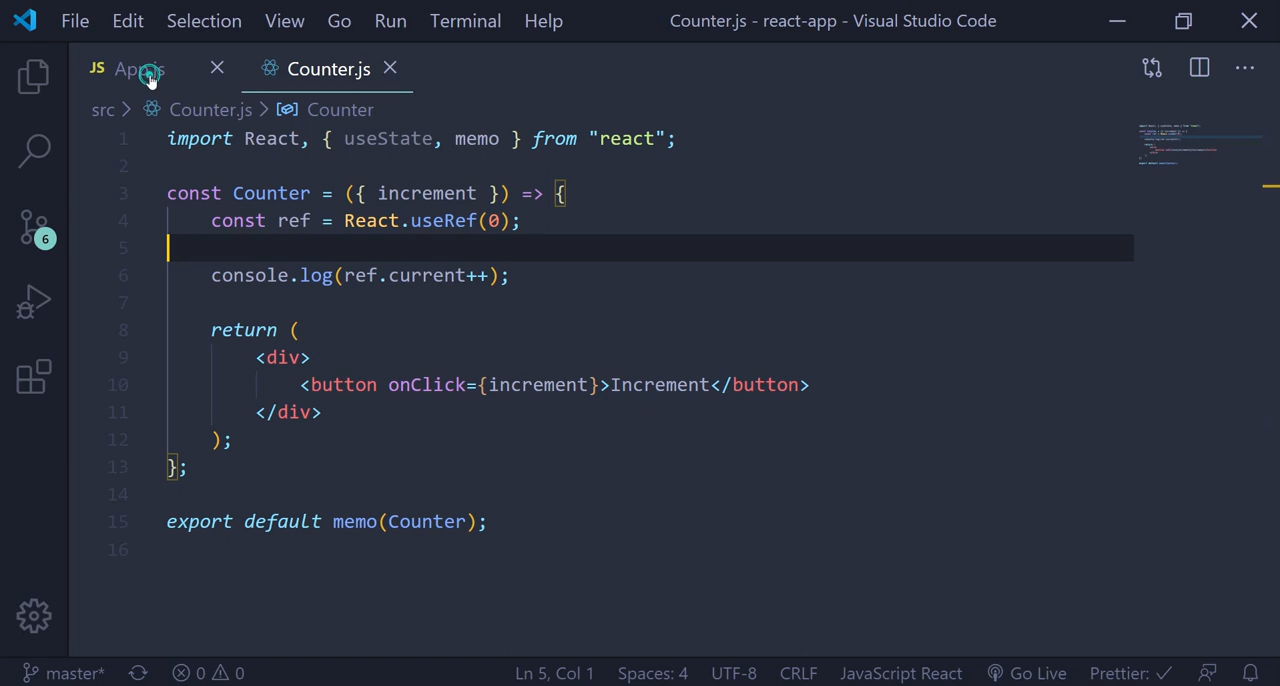 File Edit Selection View Go Run Terminal Help Counter.js - react-app - Visual Studio Code
JS App.js Counter.js
src > Counter.js > Counter
1 import React, { useState, memo } from "react";
2
3 const Counter = ({ increment }) => {
4 const ref = React.useRef(0);
5
6 console.log(ref.current++);
7
8 return (
9 <div>
10 <button onClick={increment}>Increment</button>
11 </div>
12 );
13 };
14
15 export default memo(Counter);
16
6
master* 0 0 Ln 5, Col 1 Spaces: 4 UTF-8 CRLF JavaScript React Go Live Prettier: ✓